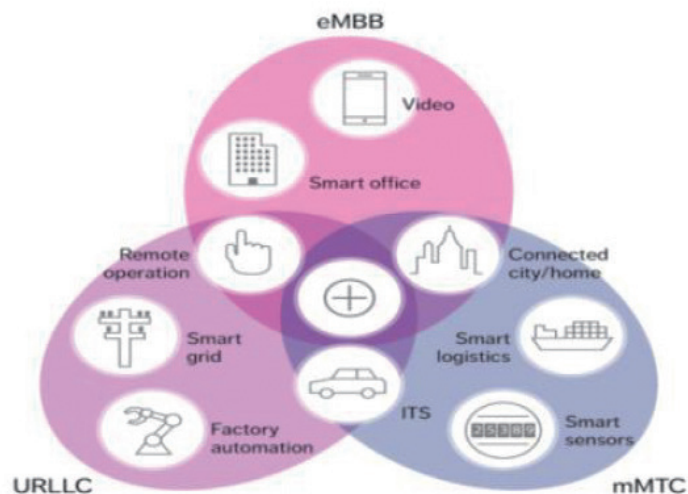 eMBB
Video
Smart office
Remote
operation
Connected
city/home
Smart
grid
Smart
logistics
ITS
Factory
automation
25389
Smart
sensors
URLLC
mMTC